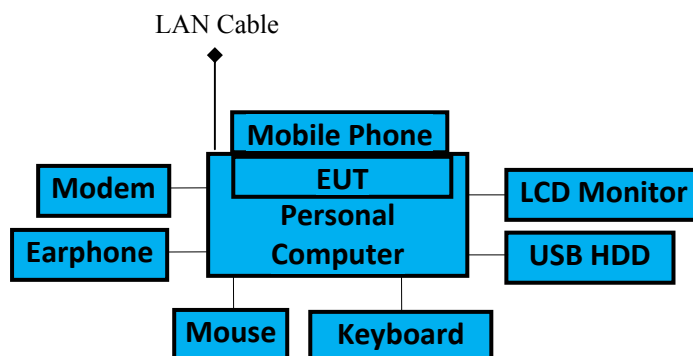 LAN Cable
Mobile Phone
EUT
Modem
LCD Monitor
Personal
Computer
Earphone
USB HDD
Mouse
Keyboard